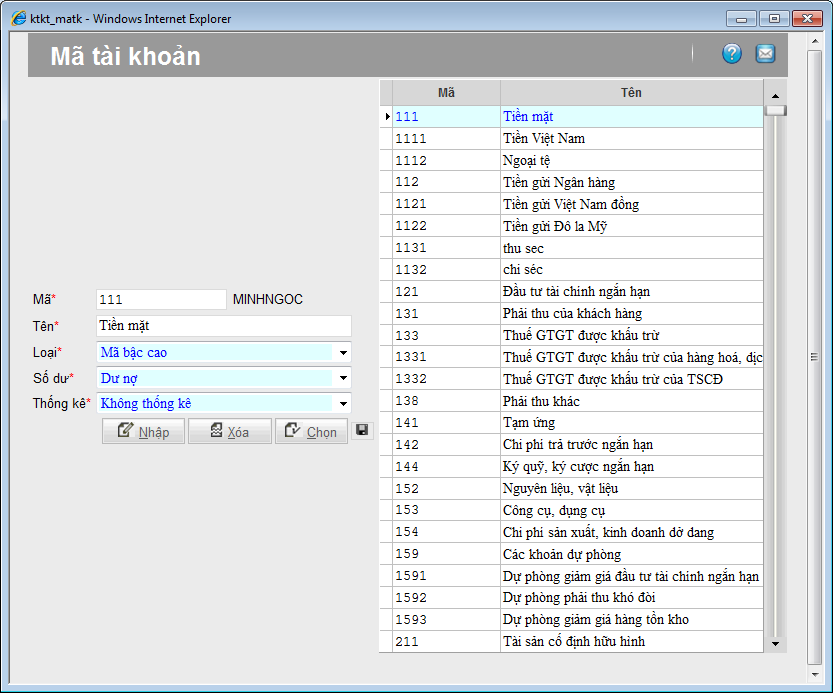 ktkt_matk - Windows Internet Explorer
Mã tài khoản
Mã Tên
111 Tiền mặt
1111 Tiền Việt Nam
1112 Ngoại tệ
112 Tiền gửi Ngân hàng
1121 Tiền gửi Việt Nam đồng
1122 Tiền gửi Đô la Mỹ
1131 thu sec
1132 chi séc
121 Đầu tư tài chinh ngắn hạn
131 Phải thu của khách hàng
133 Thuế GTGT được khấu trừ
1331 Thuế GTGT được khấu trừ của hàng hoá, dịc
1332 Thuế GTGT được khấu trừ của TSCĐ
138 Phải thu khác
141 Tạm ứng
142 Chi phi trả trước ngắn hạn
144 Ký quỹ, ký cược ngắn hạn
152 Nguyên liệu, vật liệu
153 Công cụ, dụng cụ
154 Chi phi sản xuất, kinh doanh dở dang
159 Các khoản dự phòng
1591 Dự phòng giảm giá đầu tư tài chinh ngắn hạn
1592 Dự phòng phải thu khó đòi
1593 Dự phòng giảm giá hàng tồn kho
211 Tài sản cố định hữu hinh
Mã* 111 MINHNGOC
Tên* Tiền mặt
Loại* Mã bậc cao
Số dư* Dư nợ
Thống kê* Không thống kê
Nhập Xóa Chọn